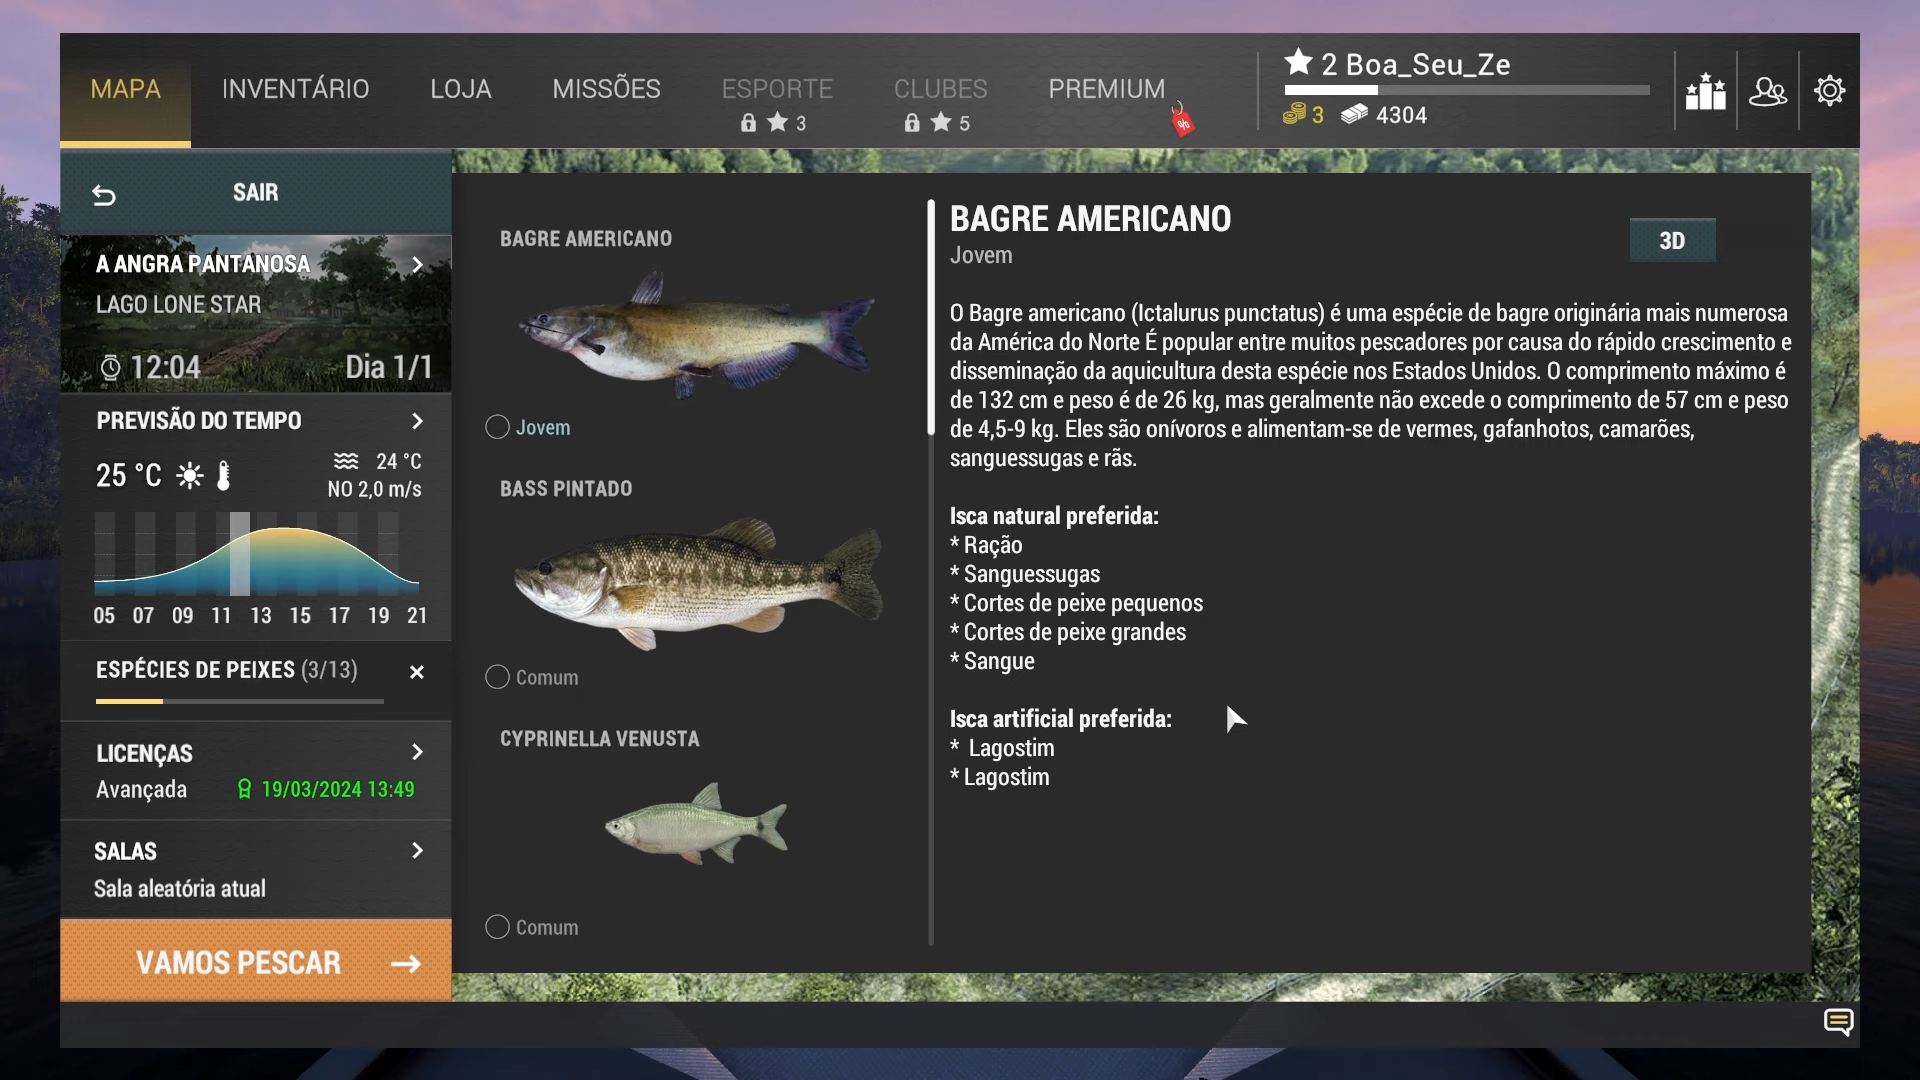 MAPA
INVENTÁRIO
LOJA
MISSÕES
ESPORTE
3
CLUBES
5
PREMIUM
%
2 Boa_Seu_Ze
3 4304
SAIR
A ANGRA PANTANOSA
LAGO LONE STAR
12:04 Dia 1/1
PREVISÃO DO TEMPO
25 °C
24 °C
NO 2,0 m/s
05 07 09 11 13 15 17 19 21
ESPÉCIES DE PEIXES (3/13)
LICENÇAS
Avançada 19/03/2024 13:49
SALAS
Sala aleatória atual
VAMOS PESCAR
BAGRE AMERICANO
Jovem
BASS PINTADO
Comum
CYPRINELLA VENUSTA
Comum
BAGRE AMERICANO
Jovem
3D
O Bagre americano (Ictalurus punctatus) é uma espécie de bagre originária mais numerosa
da América do Norte É popular entre muitos pescadores por causa do rápido crescimento e
disseminação da aquicultura desta espécie nos Estados Unidos. O comprimento máximo é
de 132 cm e peso é de 26 kg, mas geralmente não excede o comprimento de 57 cm e peso
de 4,5-9 kg. Eles são onívoros e alimentam-se de vermes, gafanhotos, camarões,
sanguessugas e rãs.
Isca natural preferida:
* Ração
* Sanguessugas
* Cortes de peixe pequenos
* Cortes de peixe grandes
* Sangue
Isca artificial preferida:
* Lagostim
* Lagostim